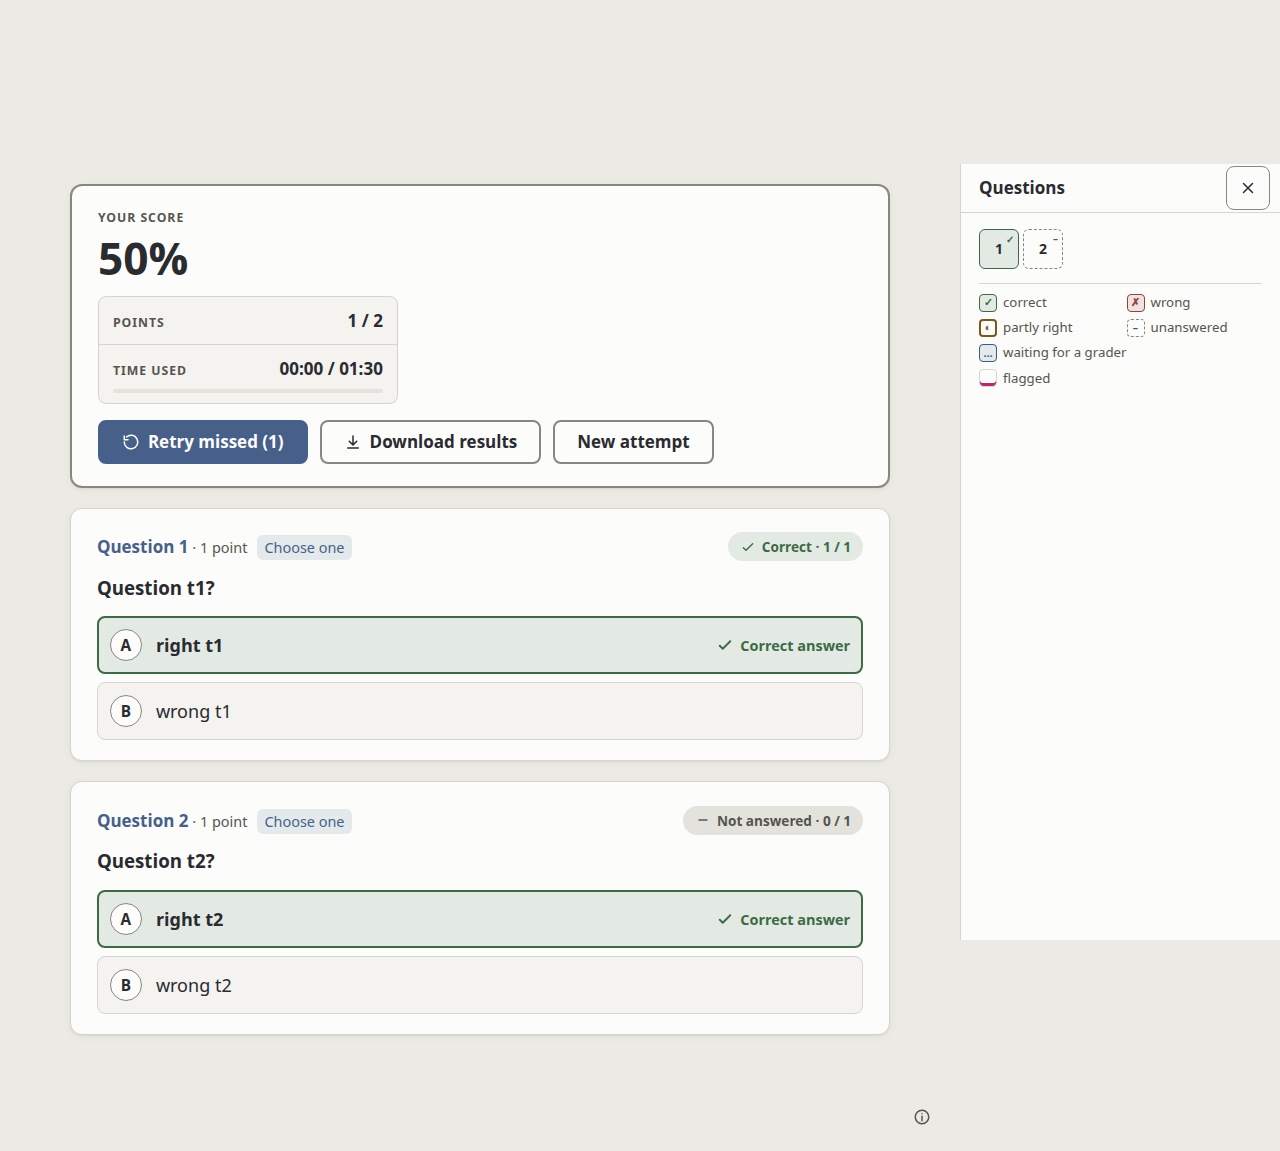 YOUR SCORE
50%
POINTS 1 / 2
TIME USED 00:00 / 01:30
Retry missed (1) Download results New attempt
Question 1 · 1 point Choose one ✓ Correct · 1 / 1
Question t1?
A right t1 ✓ Correct answer
B wrong t1
Question 2 · 1 point Choose one – Not answered · 0 / 1
Question t2?
A right t2 ✓ Correct answer
B wrong t2
Questions
1 ✓ 2 –
✓ correct ✗ wrong
partly right – unanswered
… waiting for a grader
flagged